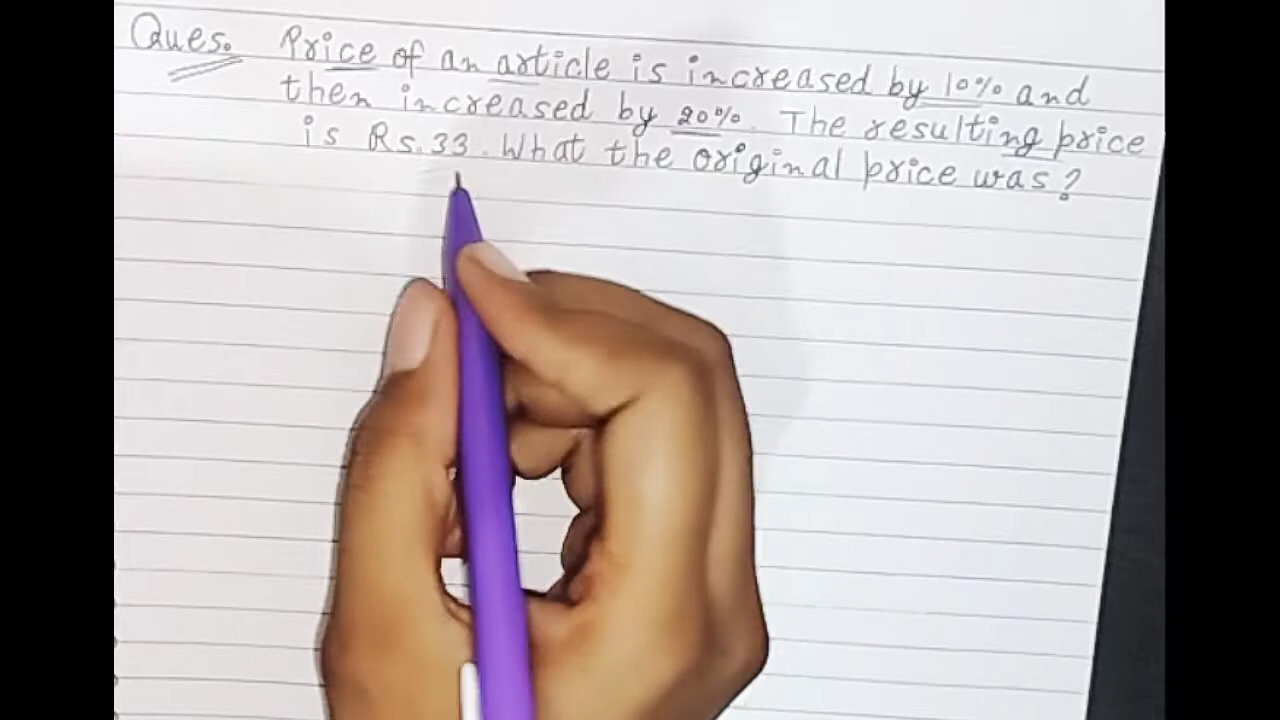 Ques. Price of an article is increased by 10% and
then increased by 20%. The resulting price
is Rs.33. What the original price was?